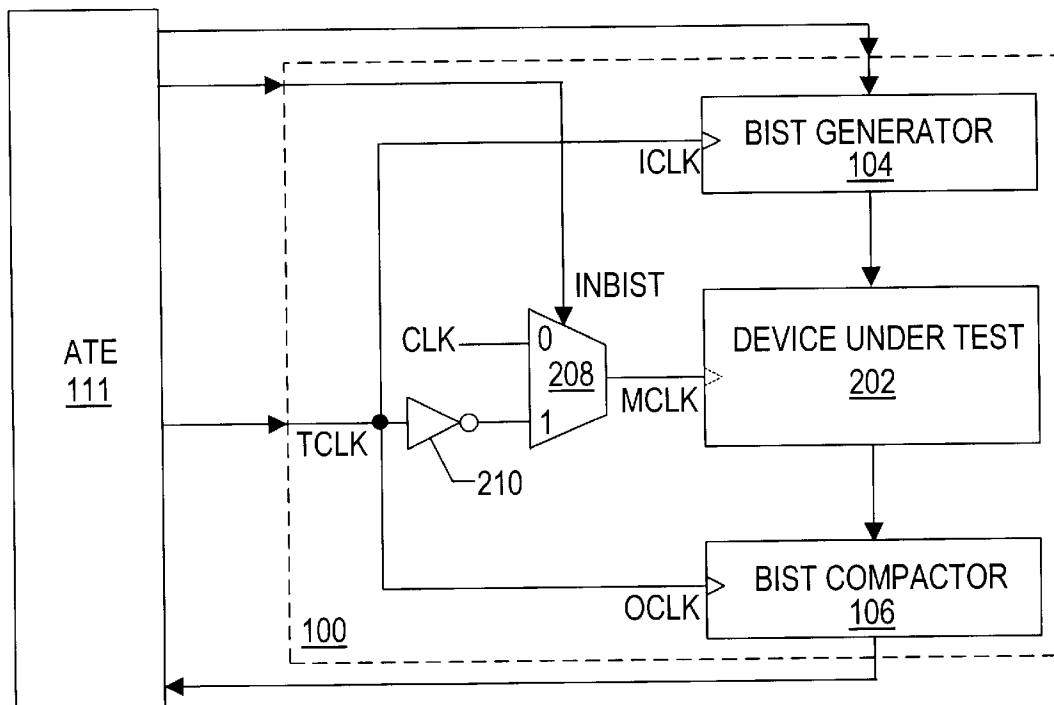 BIST GENERATOR
104
ICLK
INBIST
ATE
111
CLK
0
208
1
MCLK
DEVICE UNDER TEST
202
TCLK
210
BIST COMPACTOR
106
OCLK
100